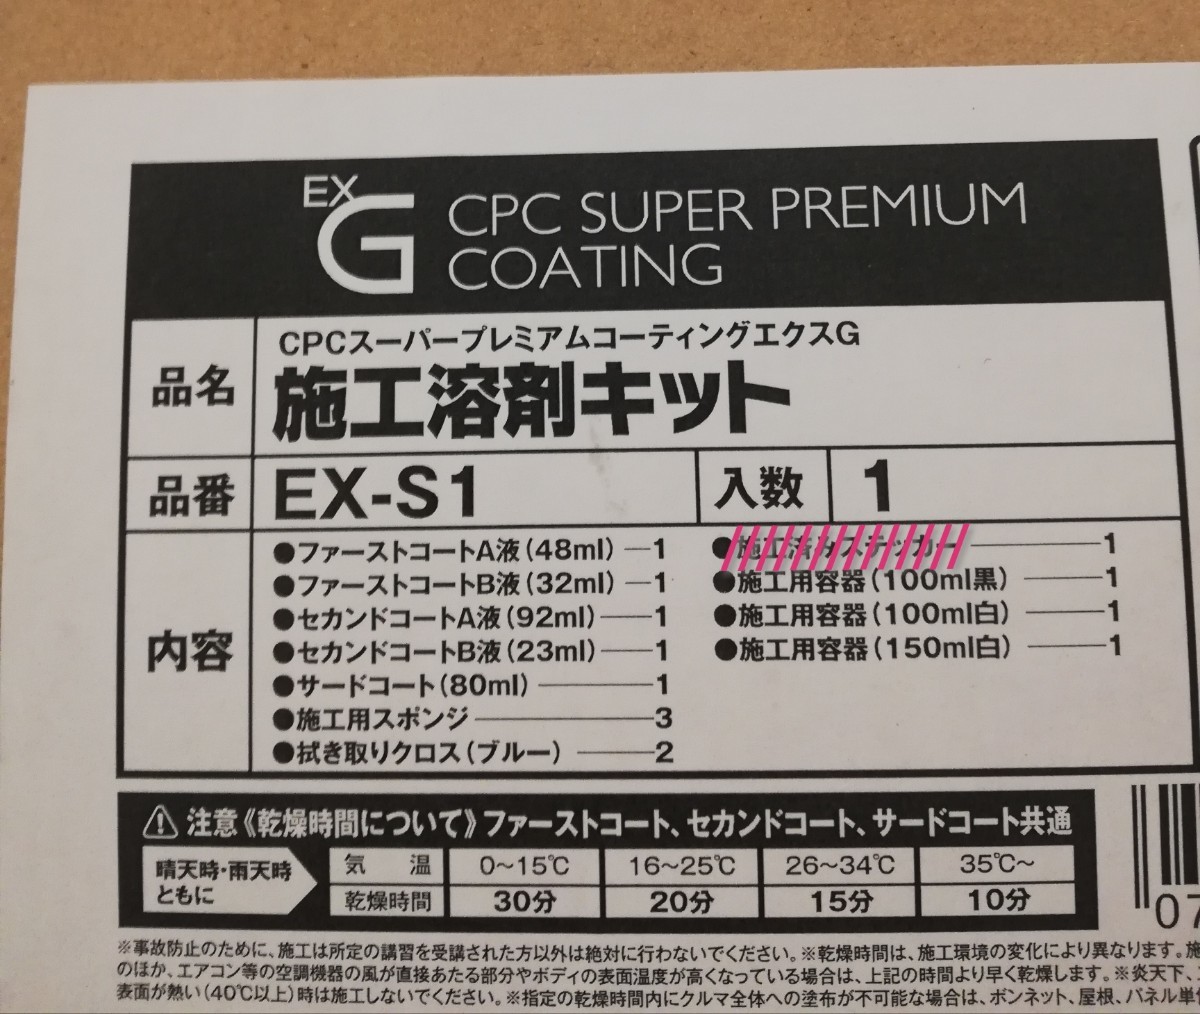 EX G CPC SUPER PREMIUM
COATING
品名
CPCスーパープレミアムコーティングエクスG
施工溶剤キット
品番
EX-S1
入数
1
内容
●ファーストコートA液(48ml) ―1
●ファーストコートB液(32ml) ―1
●セカンドコートA液(92ml)――1
●セカンドコートB液(23ml)――1
●サードコート(80ml) ―――1
●施工用スポンジ―――――3
●拭き取りクロス(ブルー) ――2
●施工済みステッカー ―――1
●施工用容器(100ml黒) ――1
●施工用容器(100ml白) ――1
●施工用容器(150ml白) ――1
⚠注意《乾燥時間について》ファーストコート、セカンドコート、サードコート共通
晴天時・雨天時
ともに
気温 0～15℃ 16～25℃ 26～34℃ 35℃～
乾燥時間 30分 20分 15分 10分
07
※事故防止のために、施工は所定の講習を受講された方以外は絶対に行わないでください。※乾燥時間は、施工環境の変化により異なります。施
のほか、エアコン等の空調機器の風が直接あたる部分やボディの表面温度が高くなっている場合は、上記の時間より早く乾燥します。※炎天下、
表面が熱い(40℃以上)時は施工しないでください。※指定の乾燥時間内にクルマ全体への塗布が不可能な場合は、ボンネット、屋根、パネル単